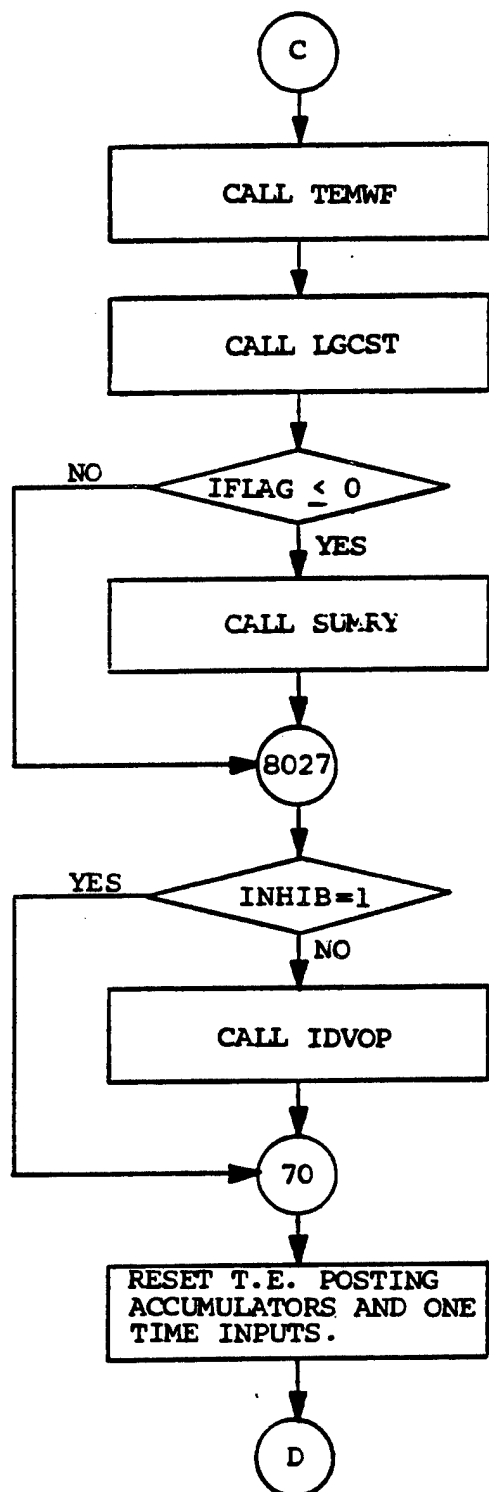 C
CALL TEMWF
CALL LGCST
NO
IFLAG ≤ 0
YES
CALL SUMRY
8027
YES
INHIB=1
NO
CALL IDVOP
70
RESET T.E. POSTING
ACCUMULATORS AND ONE
TIME INPUTS.
D